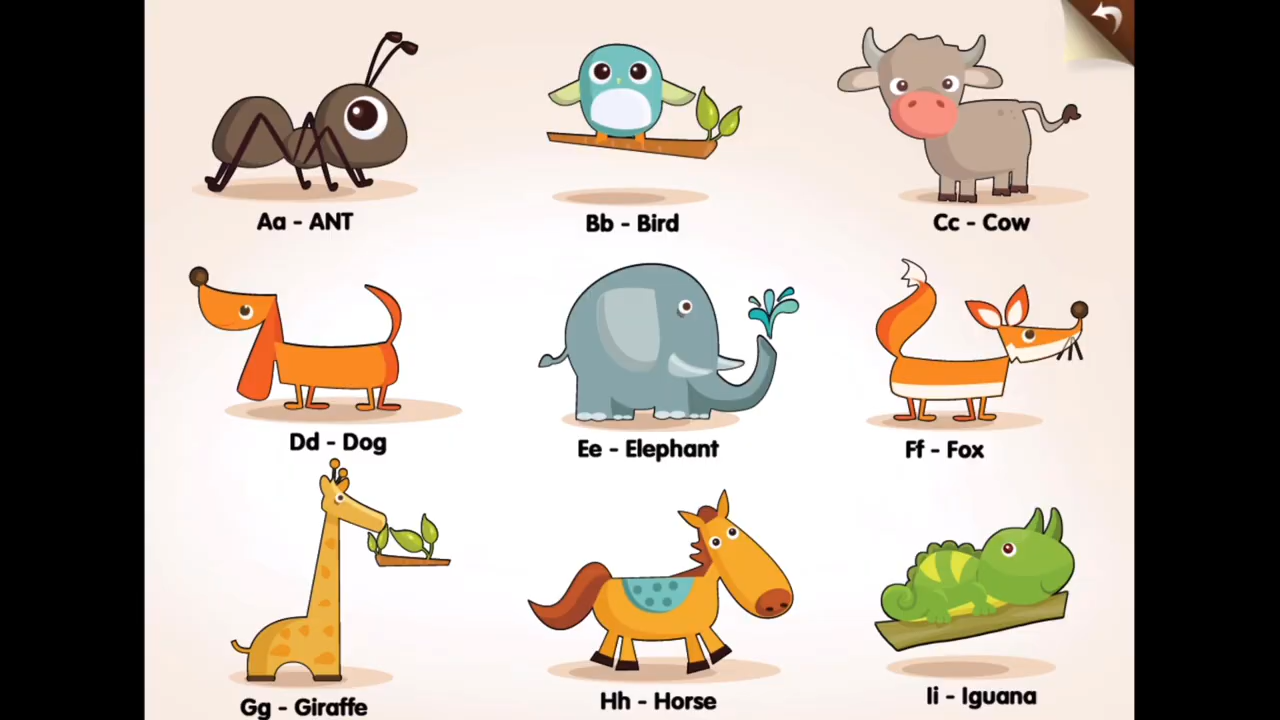 Aa - ANT
Bb - Bird
Cc - Cow
Dd - Dog
Ee - Elephant
Ff - Fox
Gg - Giraffe
Hh - Horse
Ii - Iguana